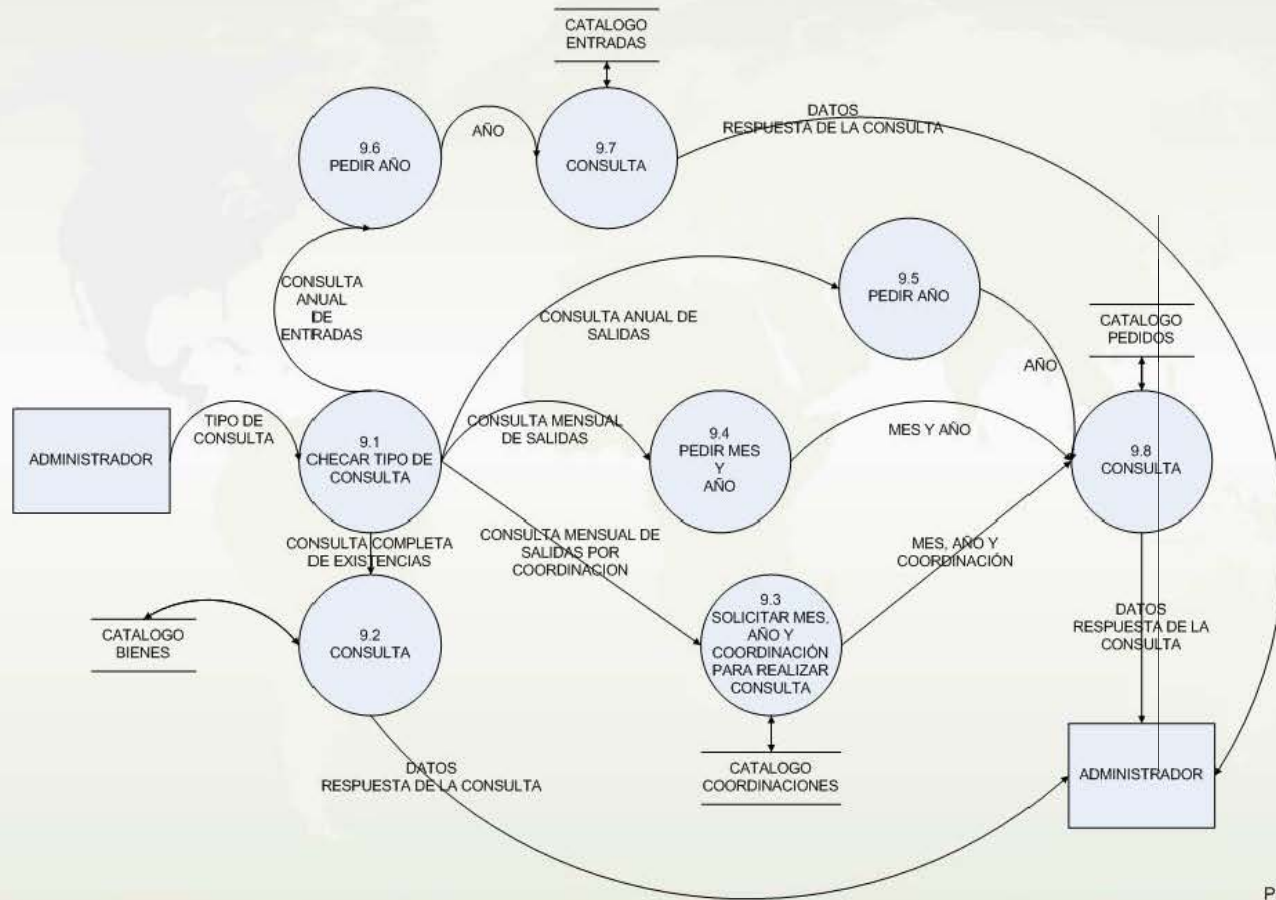 CATALOGO
ENTRADAS
9.6
PEDIR AÑO
AÑO
9.7
CONSULTA
DATOS
RESPUESTA DE LA CONSULTA
CONSULTA
ANUAL
DE
ENTRADAS
CONSULTA ANUAL DE
SALIDAS
9.5
PEDIR AÑO
AÑO
CATALOGO
PEDIDOS
ADMINISTRADOR
TIPO DE
CONSULTA
9.1
CHECAR TIPO DE
CONSULTA
CONSULTA MENSUAL
DE SALIDAS
9.4
PEDIR MES
Y
AÑO
MES Y AÑO
9.8
CONSULTA
CONSULTA COMPLETA
DE EXISTENCIAS
CONSULTA MENSUAL DE
SALIDAS POR
COORDINACION
MES, AÑO Y
COORDINACIÓN
CATALOGO
BIENES
9.2
CONSULTA
9.3
SOLICITAR MES,
AÑO Y
COORDINACIÓN
PARA REALIZAR
CONSULTA
DATOS
RESPUESTA DE LA
CONSULTA
DATOS
RESPUESTA DE LA CONSULTA
CATALOGO
COORDINACIONES
ADMINISTRADOR
P